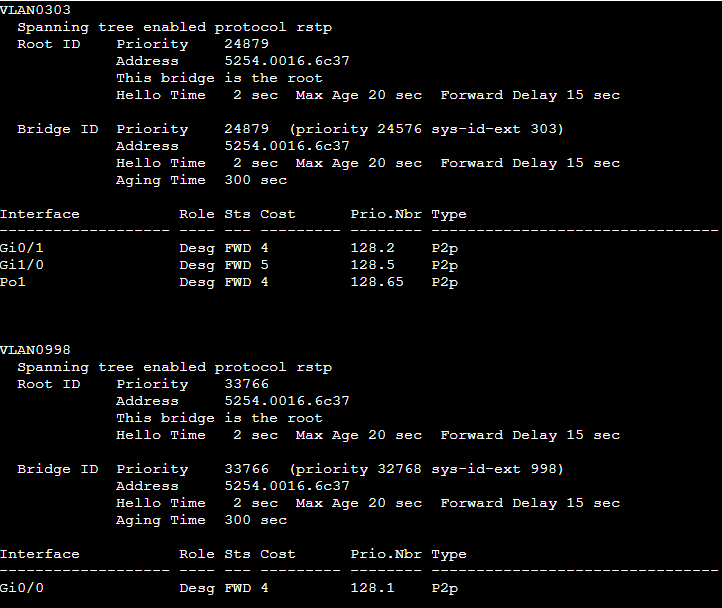 VLAN0303
  Spanning tree enabled protocol rstp
  Root ID    Priority    24879
             Address     5254.0016.6c37
             This bridge is the root
             Hello Time   2 sec  Max Age 20 sec  Forward Delay 15 sec

  Bridge ID  Priority    24879  (priority 24576 sys-id-ext 303)
             Address     5254.0016.6c37
             Hello Time   2 sec  Max Age 20 sec  Forward Delay 15 sec
             Aging Time  300 sec

Interface           Role Sts Cost      Prio.Nbr Type
------------------- ---- --- --------- -------- --------------------------------
Gi0/1               Desg FWD 4         128.2    P2p
Gi1/0               Desg FWD 5         128.5    P2p
Po1                 Desg FWD 4         128.65   P2p

VLAN0998
  Spanning tree enabled protocol rstp
  Root ID    Priority    33766
             Address     5254.0016.6c37
             This bridge is the root
             Hello Time   2 sec  Max Age 20 sec  Forward Delay 15 sec

  Bridge ID  Priority    33766  (priority 32768 sys-id-ext 998)
             Address     5254.0016.6c37
             Hello Time   2 sec  Max Age 20 sec  Forward Delay 15 sec
             Aging Time  300 sec

Interface           Role Sts Cost      Prio.Nbr Type
------------------- ---- --- --------- -------- --------------------------------
Gi0/0               Desg FWD 4         128.1    P2p